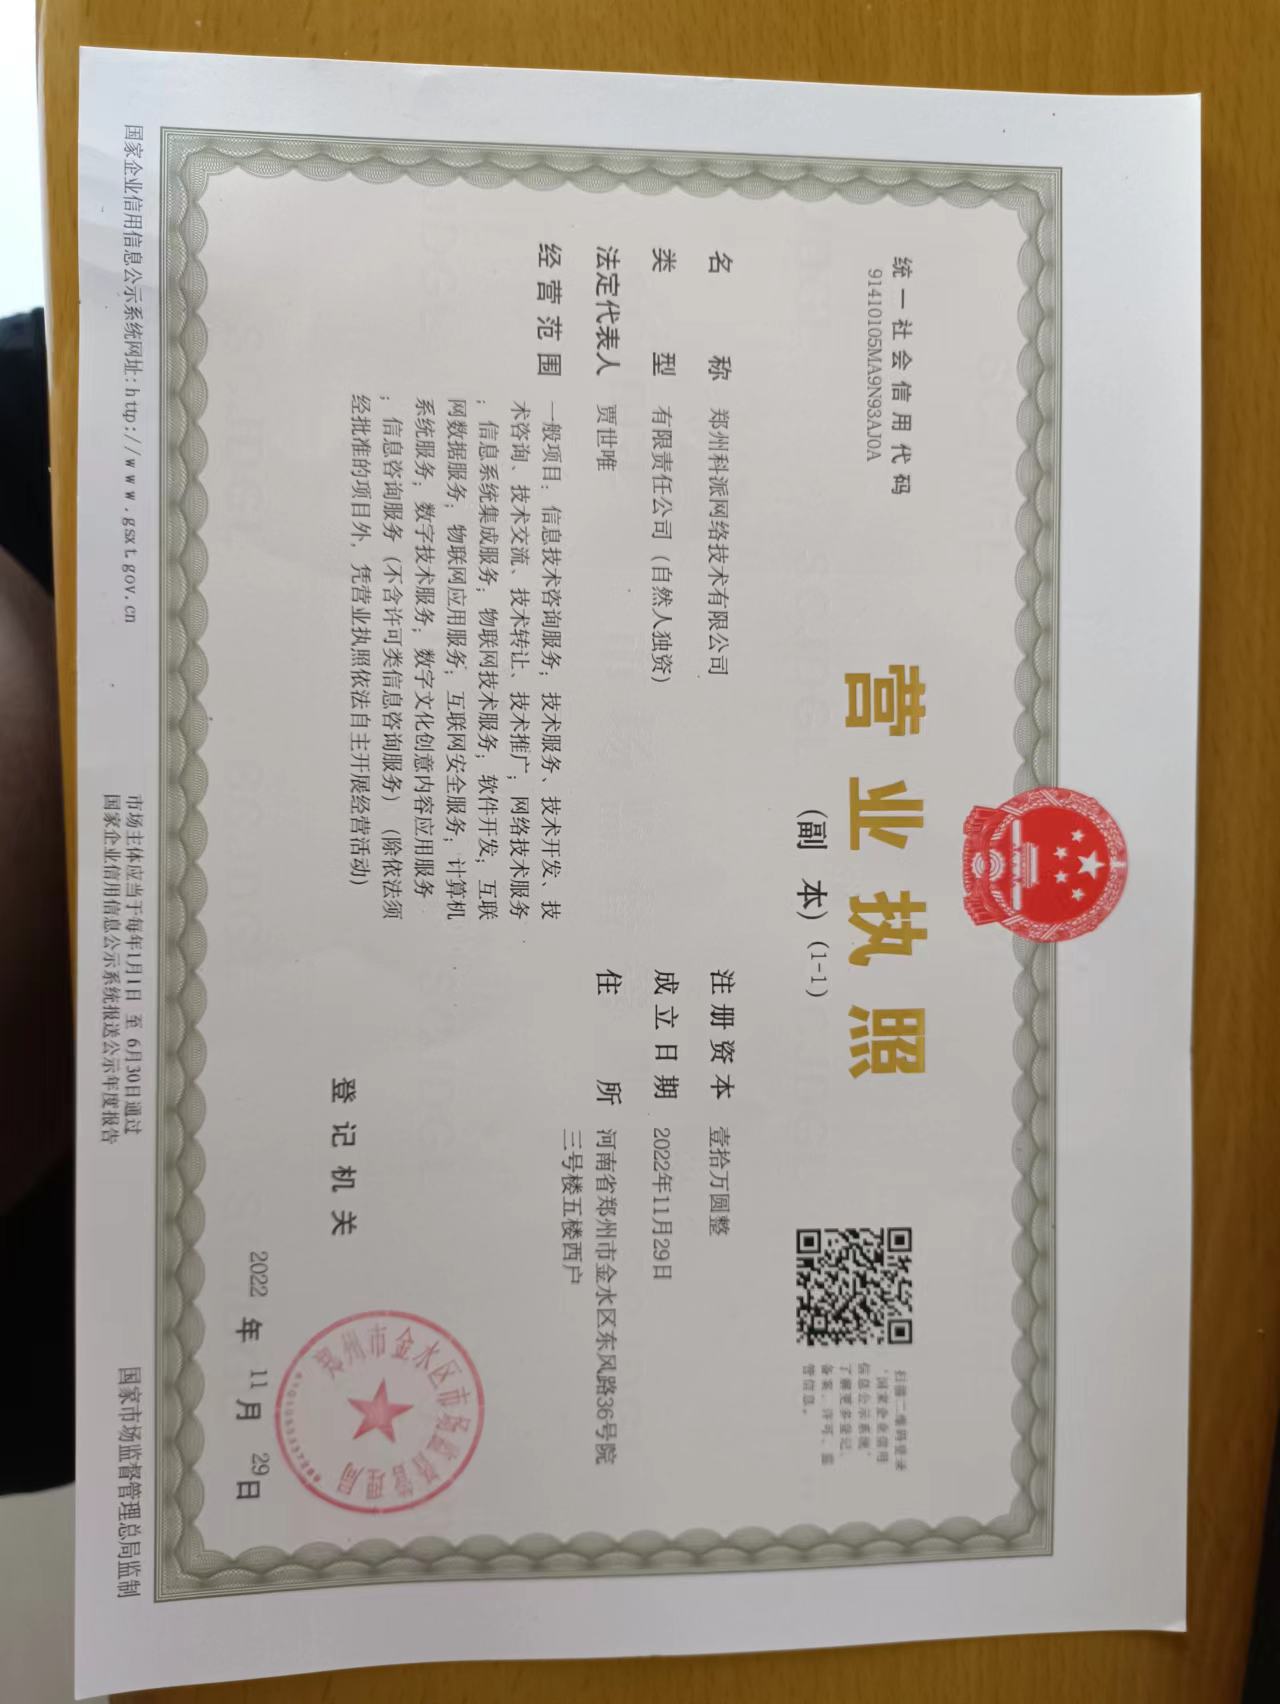 统一社会信用代码
91410105MA9N93AJ0A
营业执照
(副 本)(1-1)
扫描二维码登录
‘国家企业信用
信息公示系统’
了解更多登记、
备案、许可、监
管信息。
名 称 郑州科派网络技术有限公司
类 型 有限责任公司（自然人独资）
法定代表人 贾世唯
经营范围 一般项目：信息技术咨询服务；技术服务、技术开发、技
术咨询、技术交流、技术转让、技术推广；网络技术服务
；信息系统集成服务；物联网技术服务；软件开发；互联
网数据服务；物联网应用服务；互联网安全服务；计算机
系统服务；数字技术服务；数字文化创意内容应用服务
；信息咨询服务（不含许可类信息咨询服务）（除依法须
经批准的项目外，凭营业执照依法自主开展经营活动）
注册资本 壹拾万圆整
成立日期 2022年11月29日
住 所 河南省郑州市金水区东风路36号院
三号楼五楼西户
登记机关
郑州市金水区市场监督管理局
2022 年 11 月 29 日
国家企业信用信息公示系统网址：http://www.gsxt.gov.cn
市场主体应当于每年1月1日 至 6月30日通过
国家企业信用信息公示系统报送公示年度报告
国家市场监督管理总局监制